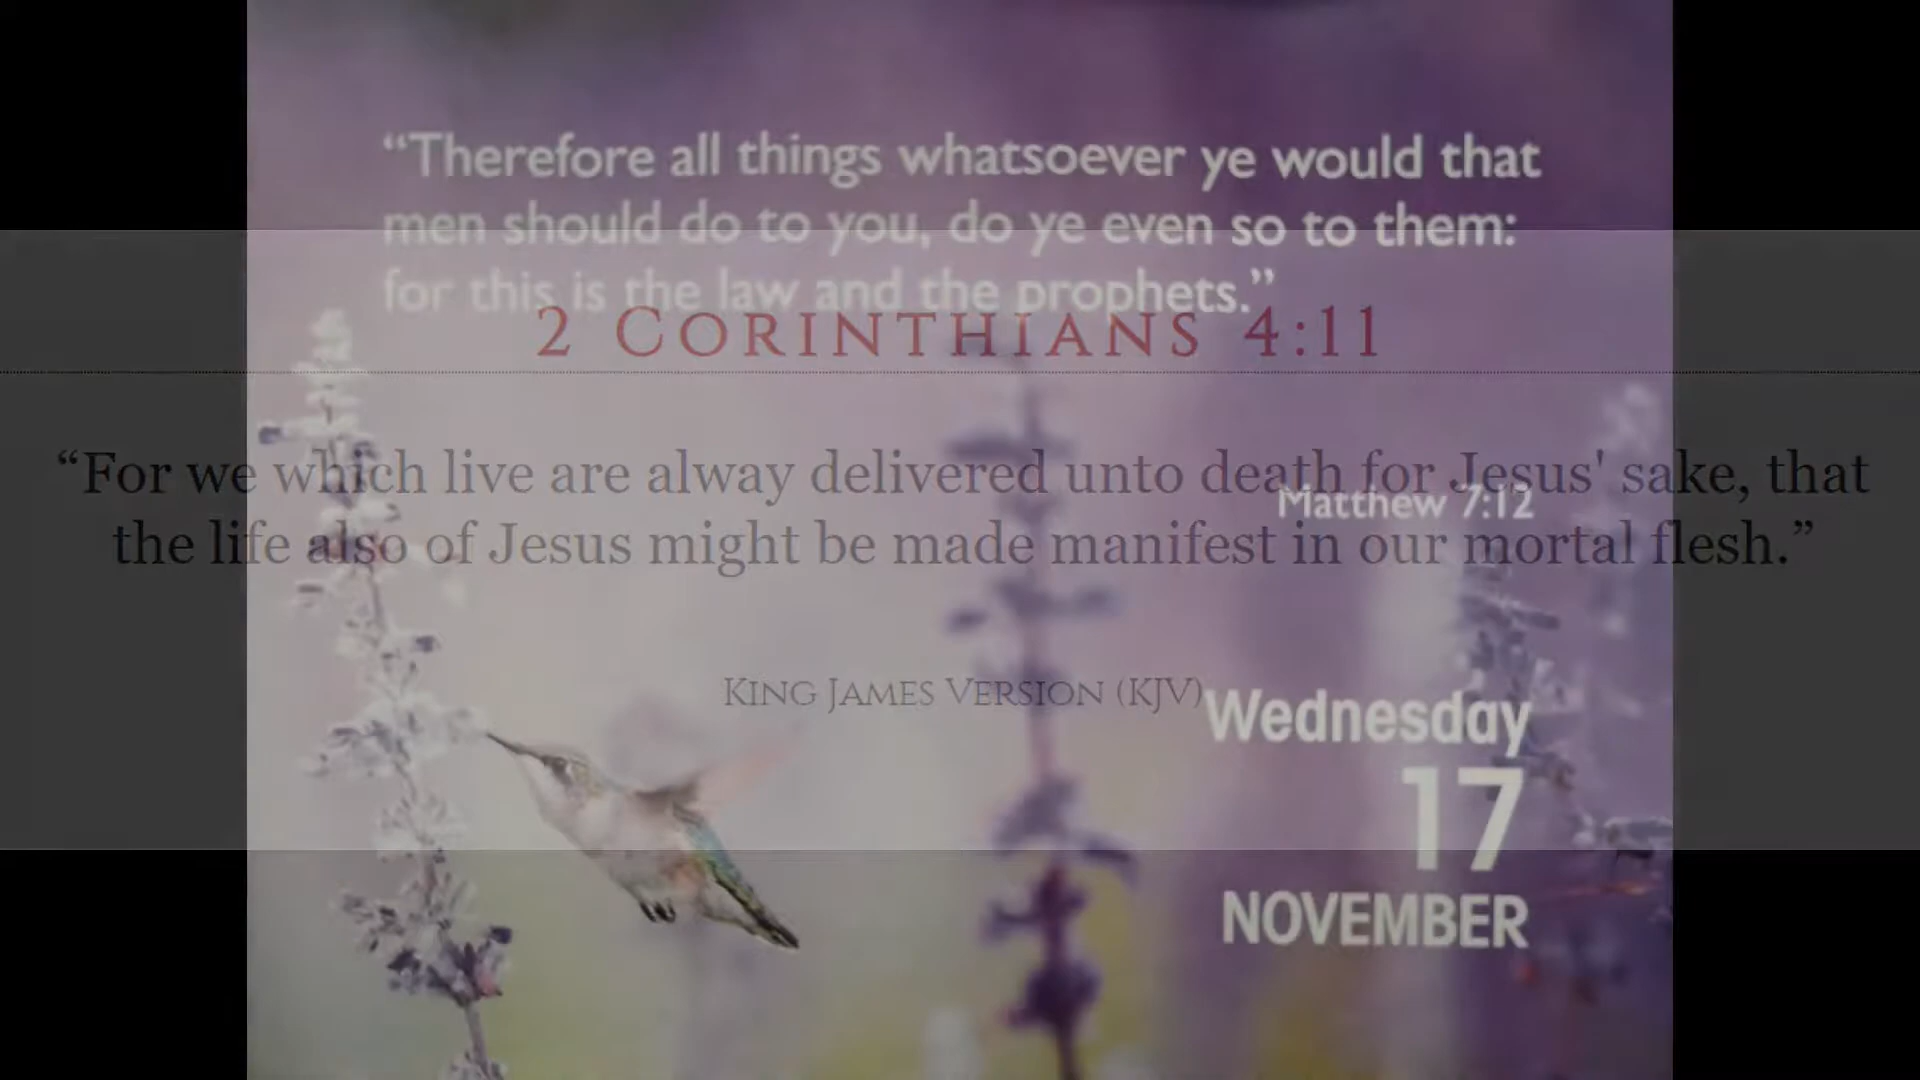 “Therefore all things whatsoever ye would that
men should do to you, do ye even so to them:
for this is the law and the prophets.”
2 CORINTHIANS 4:11
“For we which live are alway delivered unto death for Jesus' sake, that
Matthew 7:12
the life also of Jesus might be made manifest in our mortal flesh.”
KING JAMES VERSION (KJV)
Wednesday
17
NOVEMBER